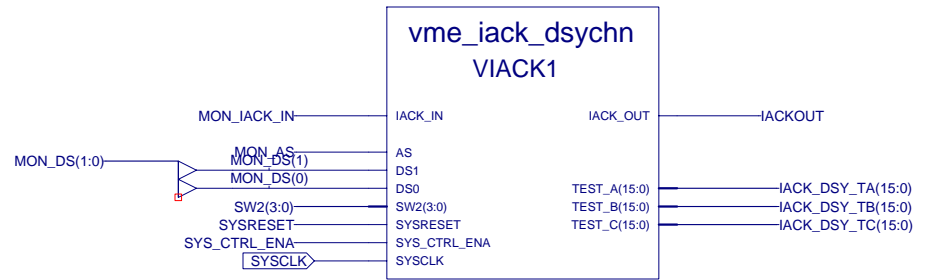 vme_iack_dsychn
VIACK1
MON_IACK_IN IACK_IN IACK_OUT IACKOUT
MON_AS AS
MON_DS(1:0) MON_DS(1) DS1
MON_DS(0) DS0 TEST_A(15:0) IACK_DSY_TA(15:0)
SW2(3:0) SW2(3:0) TEST_B(15:0) IACK_DSY_TB(15:0)
SYSRESET SYSRESET TEST_C(15:0) IACK_DSY_TC(15:0)
SYS_CTRL_ENA SYS_CTRL_ENA
SYSCLK SYSCLK